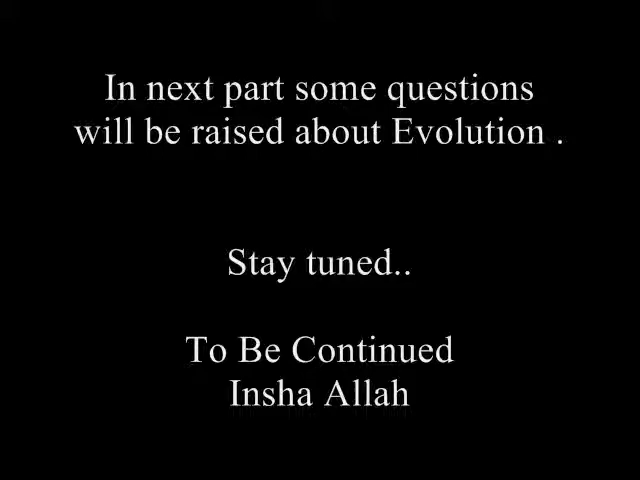 In next part some questions
will be raised about Evolution .
Stay tuned..
To Be Continued
Insha Allah